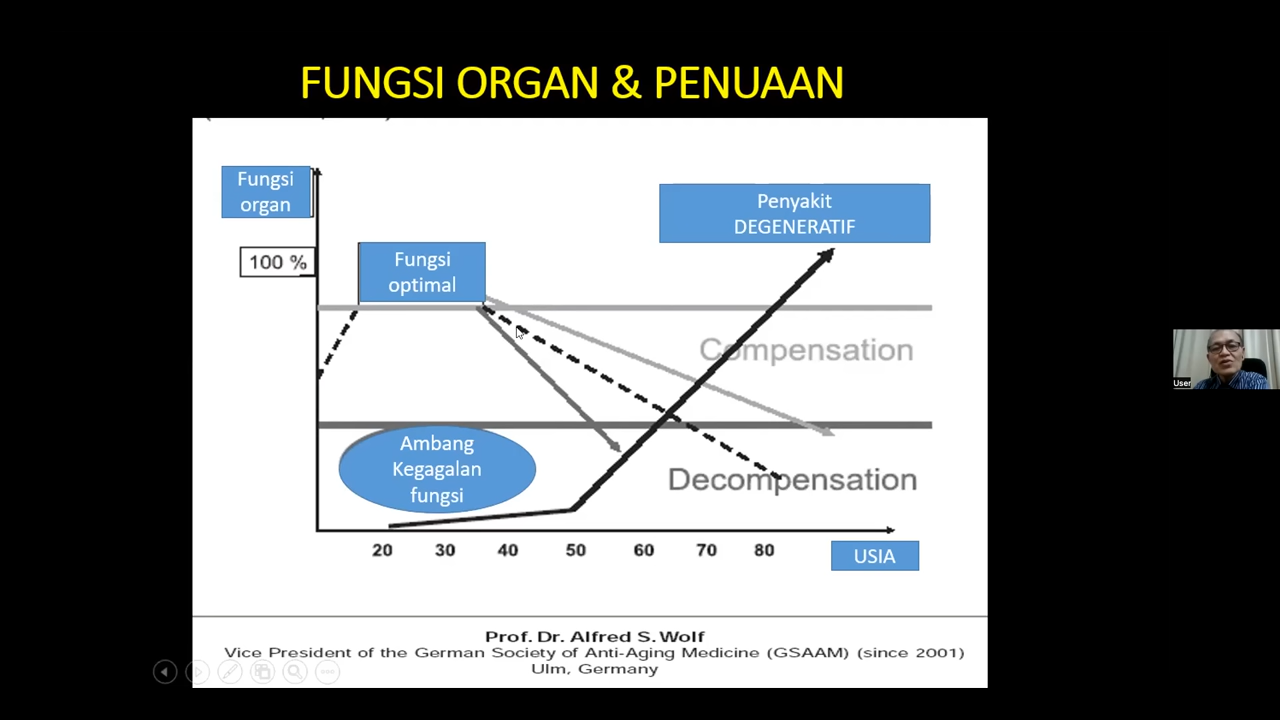 FUNGSI ORGAN & PENUAAN
Fungsi
organ
Penyakit
DEGENERATIF
100 %
Fungsi
optimal
Compensation
User
Ambang
Kegagalan
fungsi
Decompensation
20 30 40 50 60 70 80
USIA
Prof. Dr. Alfred S. Wolf
Vice President of the German Society of Anti-Aging Medicine (GSAAM) (since 2001)
Ulm, Germany